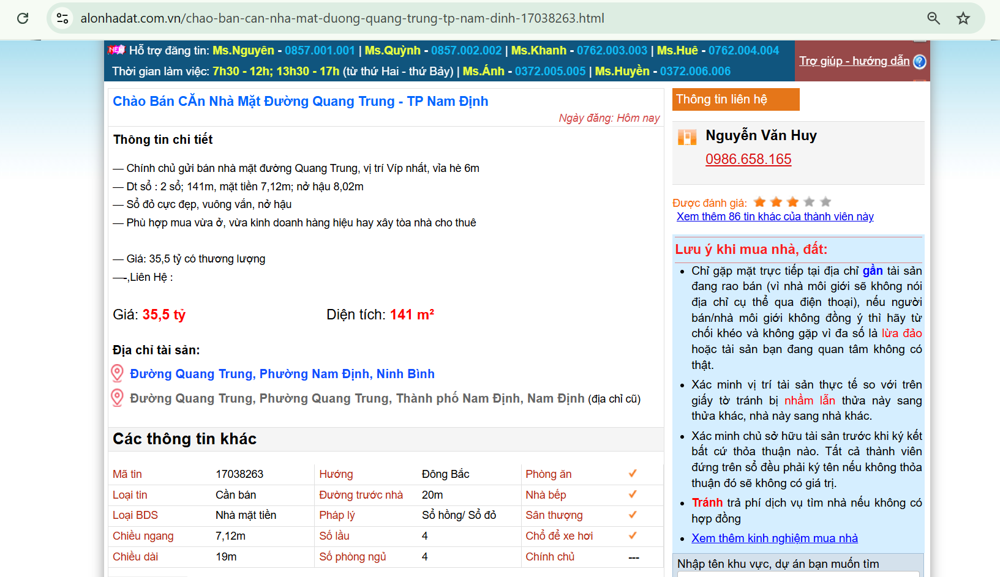 alonhadat.com.vn/chao-ban-can-nha-mat-duong-quang-trung-tp-nam-dinh-17038263.html
NEW Hỗ trợ đăng tin: Ms.Nguyên - 0857.001.001 | Ms.Quỳnh - 0857.002.002 | Ms.Khanh - 0762.003.003 | Ms.Huê - 0762.004.004
Thời gian làm việc: 7h30 - 12h; 13h30 - 17h (từ thứ Hai - thứ Bảy) | Ms.Ánh - 0372.005.005 | Ms.Huyền - 0372.006.006
Trợ giúp - hướng dẫn ?
Chào Bán CĂn Nhà Mặt Đường Quang Trung - TP Nam Định
Ngày đăng: Hôm nay
Thông tin chi tiết
— Chính chủ gửi bán nhà mặt đường Quang Trung, vị trí Víp nhất, vỉa hè 6m
— Dt sổ : 2 sổ; 141m, mặt tiền 7,12m; nở hậu 8,02m
— Sổ đỏ cực đẹp, vuông vắn, nở hậu
— Phù hợp mua vừa ở, vừa kinh doanh hàng hiệu hay xây tòa nhà cho thuê
— Giá: 35,5 tỷ có thương lượng
—-,Liên Hệ :
Giá: 35,5 tỷ Diện tích: 141 m²
Địa chỉ tài sản:
Đường Quang Trung, Phường Nam Định, Ninh Bình
Đường Quang Trung, Phường Quang Trung, Thành phố Nam Định, Nam Định (địa chỉ cũ)
Các thông tin khác
Mã tin 17038263 Hướng Đông Bắc Phòng ăn ✓
Loại tin Cần bán Đường trước nhà 20m Nhà bếp ✓
Loại BDS Nhà mặt tiền Pháp lý Sổ hồng/ Sổ đỏ Sân thượng ✓
Chiều ngang 7,12m Số lầu 4 Chổ để xe hơi ✓
Chiều dài 19m Số phòng ngủ 4 Chính chủ ---
Thông tin liên hệ
Nguyễn Văn Huy
0986.658.165
Được đánh giá:
Xem thêm 86 tin khác của thành viên này
Lưu ý khi mua nhà, đất:
• Chỉ gặp mặt trực tiếp tại địa chỉ gần tài sản
đang rao bán (vì nhà môi giới sẽ không nói
địa chỉ cụ thể qua điện thoại), nếu người
bán/nhà môi giới không đồng ý thì hãy từ
chối khéo và không gặp vì đa số là lừa đảo
hoặc tài sản bạn đang quan tâm không có
thật.
• Xác minh vị trí tài sản thực tế so với trên
giấy tờ tránh bị nhầm lẫn thửa này sang
thửa khác, nhà này sang nhà khác.
• Xác minh chủ sở hữu tài sản trước khi ký kết
bất cứ thỏa thuận nào. Tất cả thành viên
đứng trên sổ đều phải ký tên nếu không thỏa
thuận đó sẽ không có giá trị.
• Tránh trả phí dịch vụ tìm nhà nếu không có
hợp đồng
• Xem thêm kinh nghiệm mua nhà
Nhập tên khu vực, dự án bạn muốn tìm